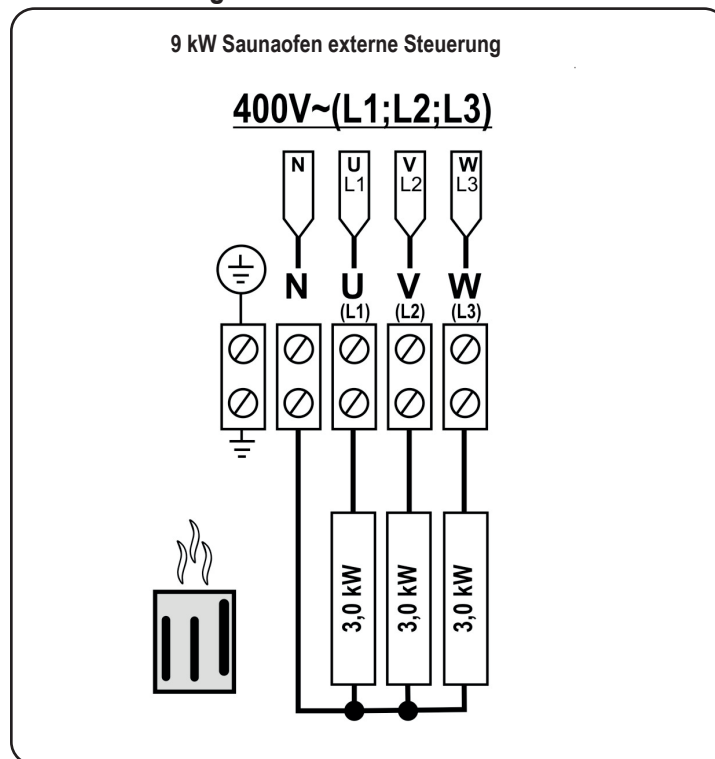 9 kW Saunaofen externe Steuerung
400V~(L1;L2;L3)
N U V W
L1 L2 L3
N U V W
(L1) (L2) (L3)
3,0 kW 3,0 kW 3,0 kW